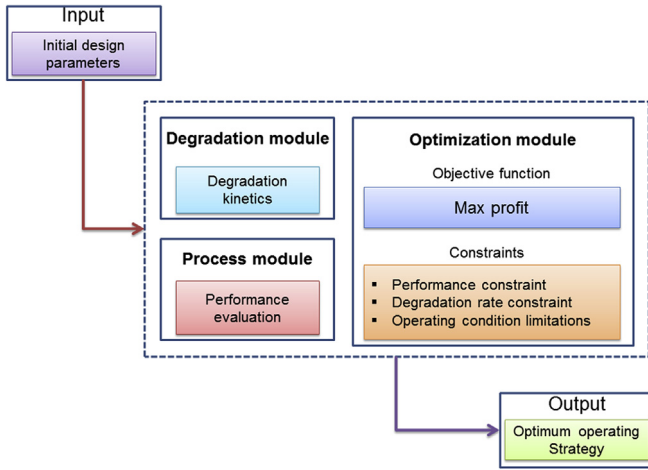 Input
Initial design
parameters
Degradation module
Degradation
kinetics
Process module
Performance
evaluation
Optimization module
Objective function
Max profit
Constraints
▪ Performance constraint
▪ Degradation rate constraint
▪ Operating condition limitations
Output
Optimum operating
Strategy